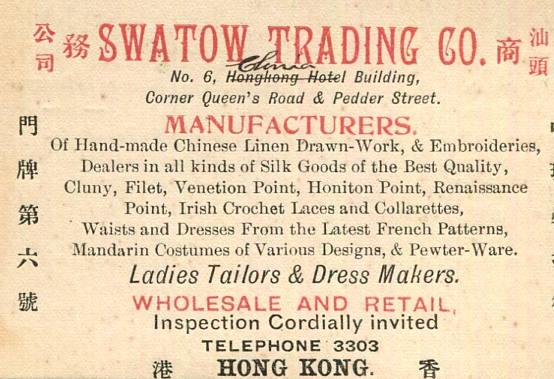 公司 務 SWATOW TRADING CO. 商 汕頭
China
No. 6, Hongkong Hotel Building,
Corner Queen's Road & Pedder Street.
MANUFACTURERS.
Of Hand-made Chinese Linen Drawn-Work, & Embroideries,
Dealers in all kinds of Silk Goods of the Best Quality,
Cluny, Filet, Venetion Point, Honiton Point, Renaissance
Point, Irish Crochet Laces and Collarettes,
Waists and Dresses From the Latest French Patterns,
Mandarin Costumes of Various Designs, & Pewter-Ware.
Ladies Tailors & Dress Makers.
WHOLESALE AND RETAIL,
Inspection Cordially invited
TELEPHONE 3303
港 HONG KONG. 香
門牌第六號